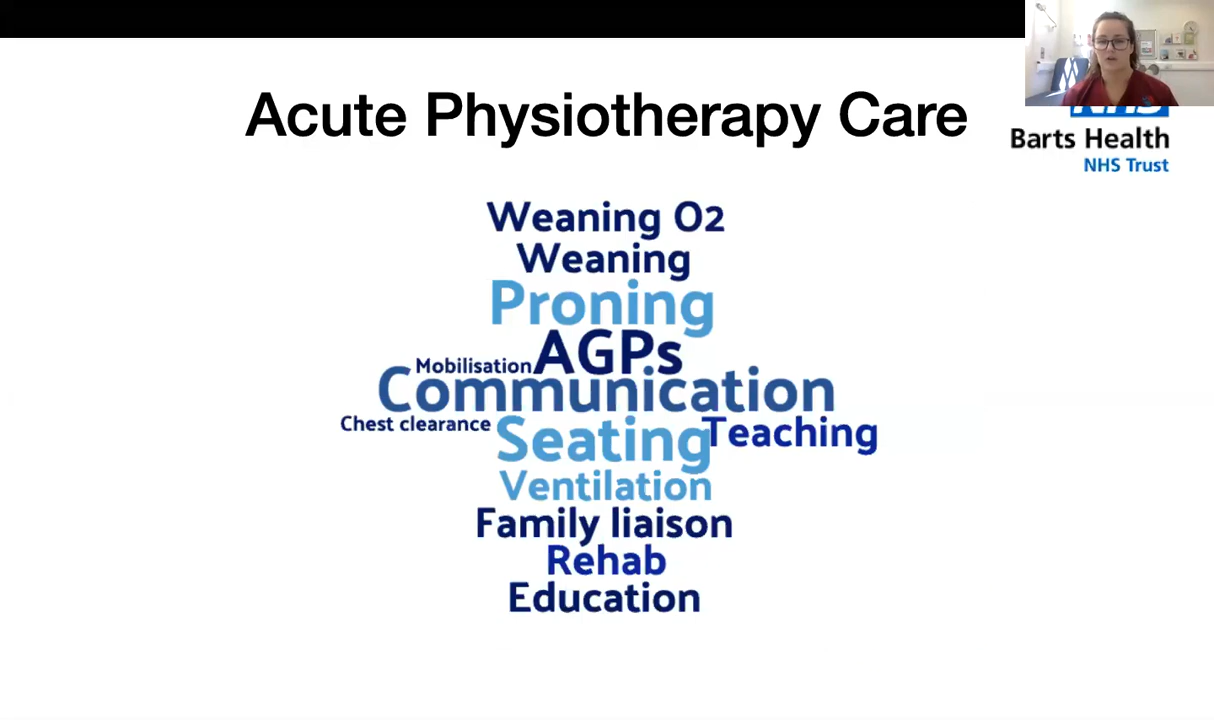 Acute Physiotherapy Care
NHS
Barts Health
NHS Trust
Weaning O2
Weaning
Proning
AGPs
Mobilisation
Communication
Chest clearance
Seating
Teaching
Ventilation
Family liaison
Rehab
Education